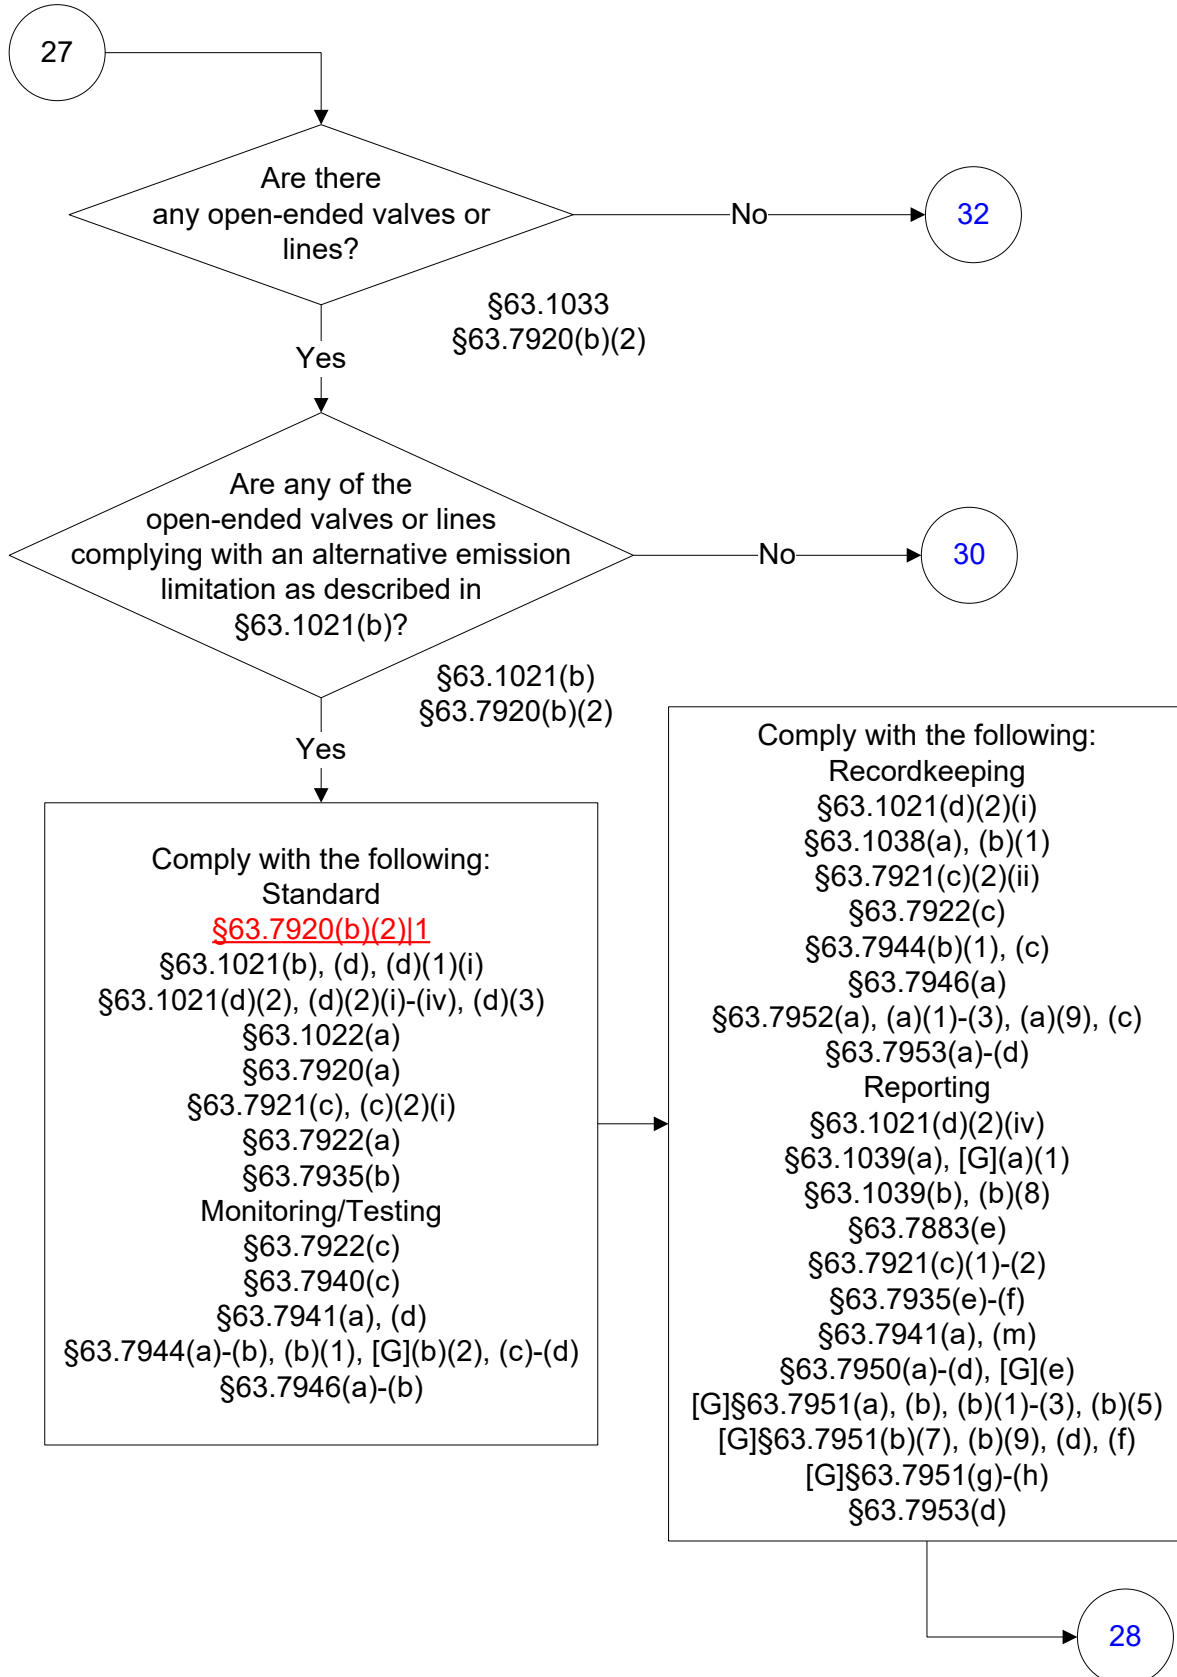 27
Are there
any open-ended valves or
lines?
No
32
§63.1033
§63.7920(b)(2)
Yes
Are any of the
open-ended valves or lines
complying with an alternative emission
limitation as described in
§63.1021(b)?
No
30
§63.1021(b)
§63.7920(b)(2)
Yes
Comply with the following:
Standard
§63.7920(b)(2)|1
§63.1021(b), (d), (d)(1)(i)
§63.1021(d)(2), (d)(2)(i)-(iv), (d)(3)
§63.1022(a)
§63.7920(a)
§63.7921(c), (c)(2)(i)
§63.7922(a)
§63.7935(b)
Monitoring/Testing
§63.7922(c)
§63.7940(c)
§63.7941(a), (d)
§63.7944(a)-(b), (b)(1), [G](b)(2), (c)-(d)
§63.7946(a)-(b)
Comply with the following:
Recordkeeping
§63.1021(d)(2)(i)
§63.1038(a), (b)(1)
§63.7921(c)(2)(ii)
§63.7922(c)
§63.7944(b)(1), (c)
§63.7946(a)
§63.7952(a), (a)(1)-(3), (a)(9), (c)
§63.7953(a)-(d)
Reporting
§63.1021(d)(2)(iv)
§63.1039(a), [G](a)(1)
§63.1039(b), (b)(8)
§63.7883(e)
§63.7921(c)(1)-(2)
§63.7935(e)-(f)
§63.7941(a), (m)
§63.7950(a)-(d), [G](e)
[G]§63.7951(a), (b), (b)(1)-(3), (b)(5)
[G]§63.7951(b)(7), (b)(9), (d), (f)
[G]§63.7951(g)-(h)
§63.7953(d)
28